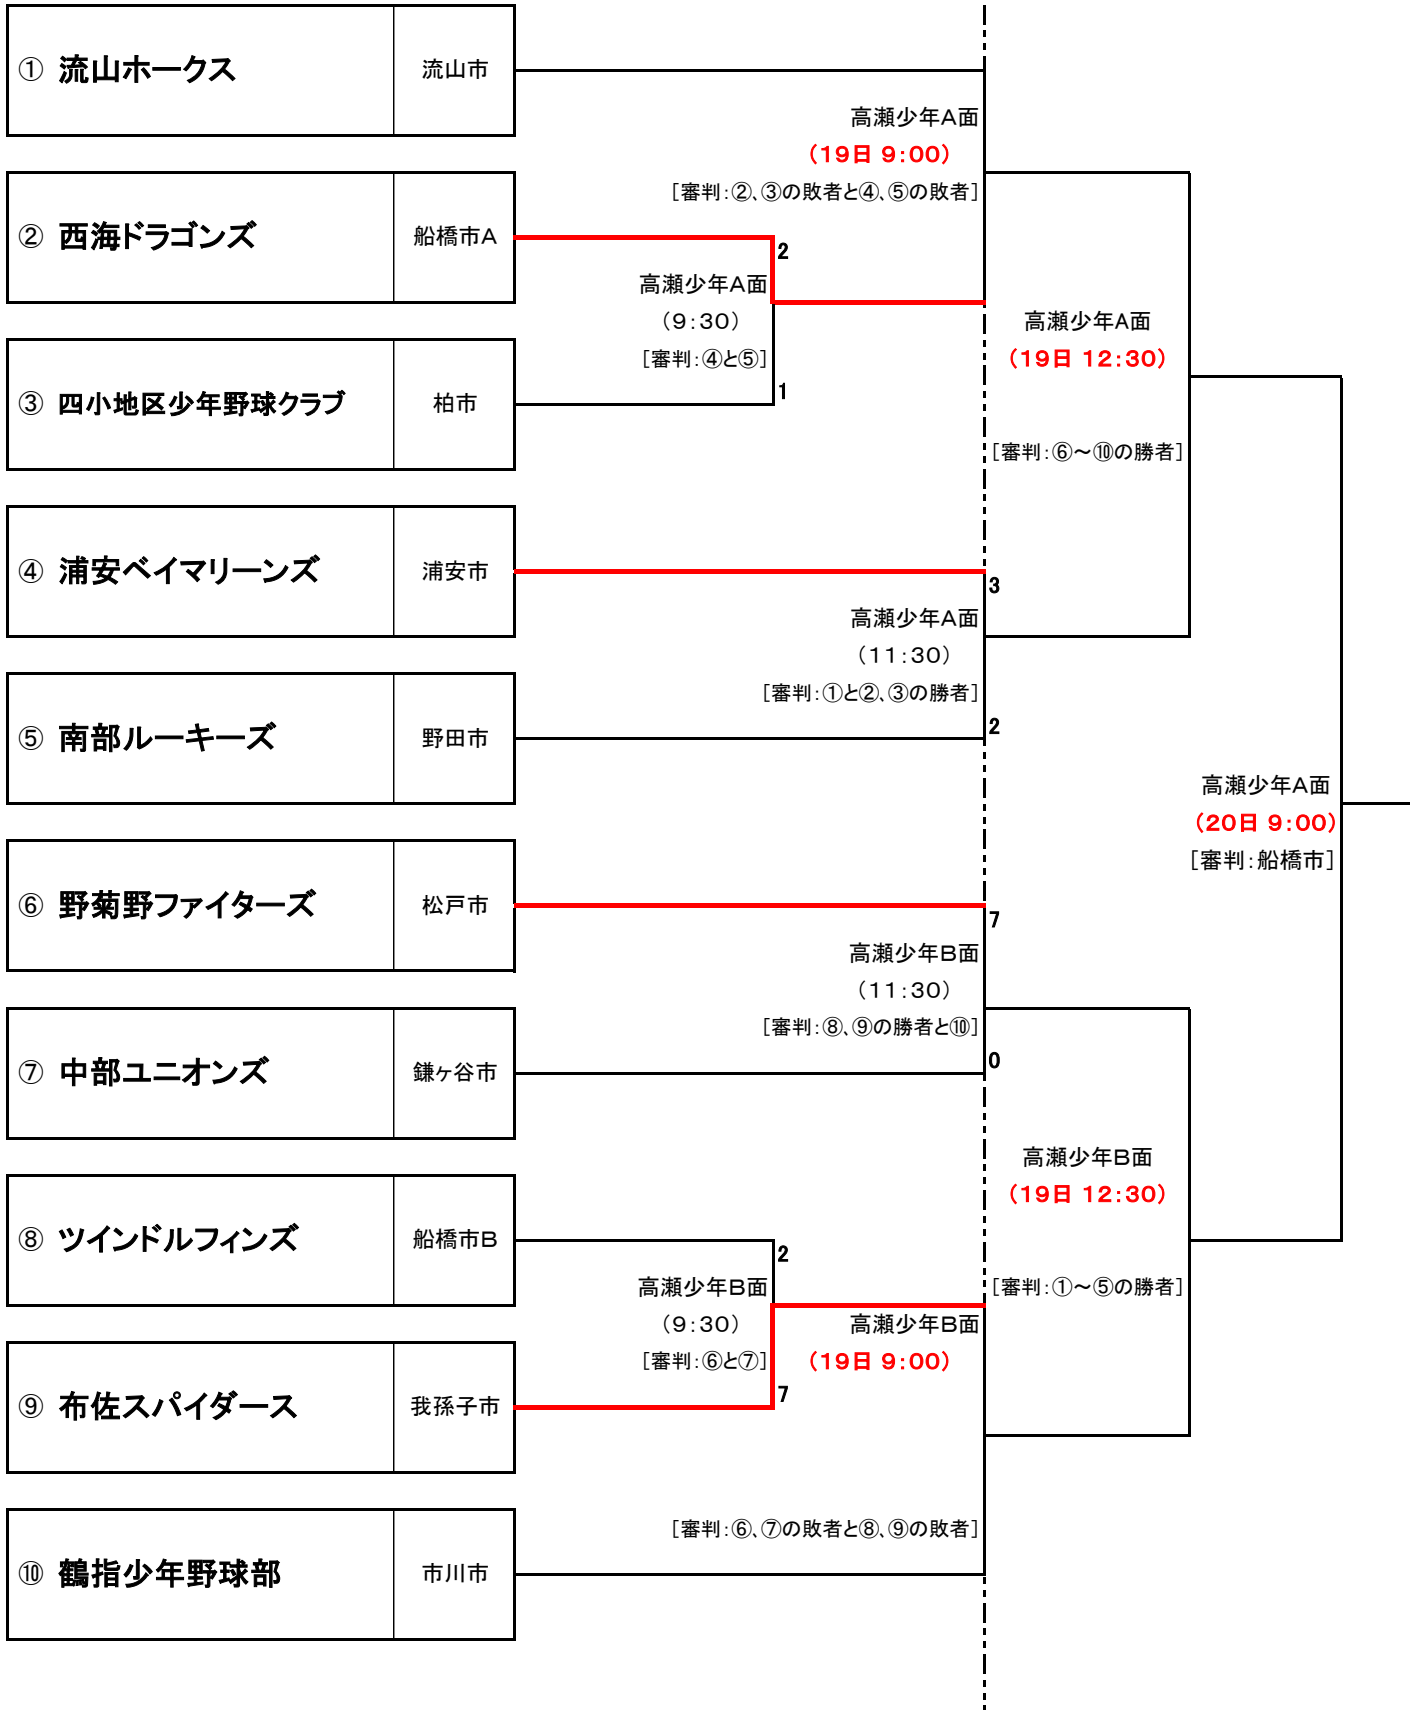 ① 流山ホークス 流山市
高瀬少年A面
(19日 9:00)
[審判:②、③の敗者と④、⑤の敗者]
② 西海ドラゴンズ 船橋市A
2
高瀬少年A面
(9:30)
[審判:④と⑤]
1
③ 四小地区少年野球クラブ 柏市
高瀬少年A面
(19日 12:30)
[審判:⑥~⑩の勝者]
④ 浦安ベイマリーンズ 浦安市
3
高瀬少年A面
(11:30)
[審判:①と②、③の勝者]
2
⑤ 南部ルーキーズ 野田市
高瀬少年A面
(20日 9:00)
[審判:船橋市]
⑥ 野菊野ファイターズ 松戸市
7
高瀬少年B面
(11:30)
[審判:⑧、⑨の勝者と⑩]
0
⑦ 中部ユニオンズ 鎌ヶ谷市
高瀬少年B面
(19日 12:30)
[審判:①~⑤の勝者]
⑧ ツインドルフィンズ 船橋市B
2
高瀬少年B面
(9:30)
[審判:⑥と⑦]
7
高瀬少年B面
(19日 9:00)
⑨ 布佐スパイダース 我孫子市
[審判:⑥、⑦の敗者と⑧、⑨の敗者]
⑩ 鶴指少年野球部 市川市